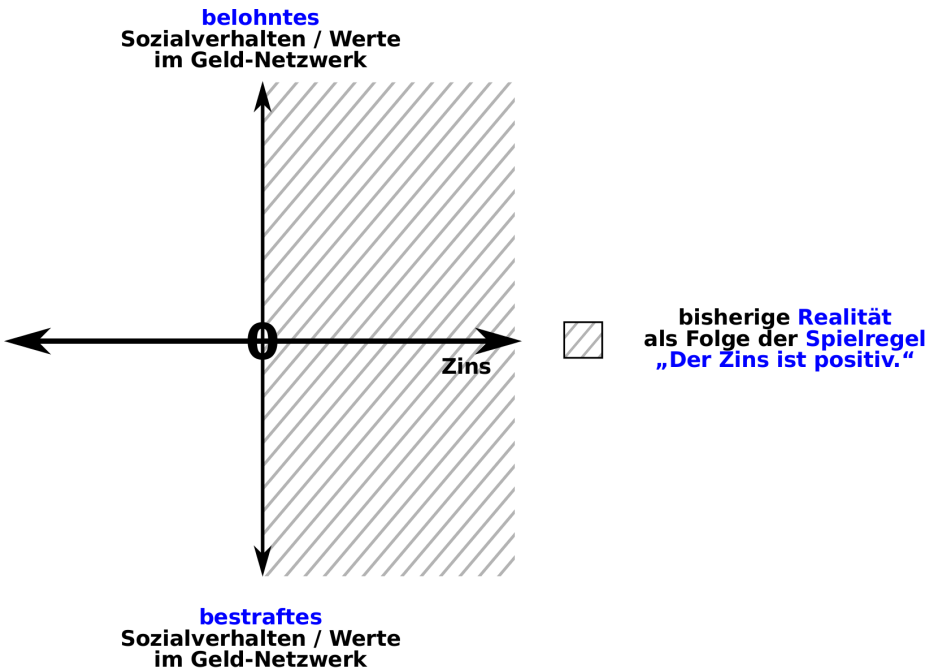 belohntes
Sozialverhalten / Werte
im Geld-Netzwerk
0
Zins
bisherige Realität
als Folge der Spielregel
„Der Zins ist positiv.“
bestraftes
Sozialverhalten / Werte
im Geld-Netzwerk